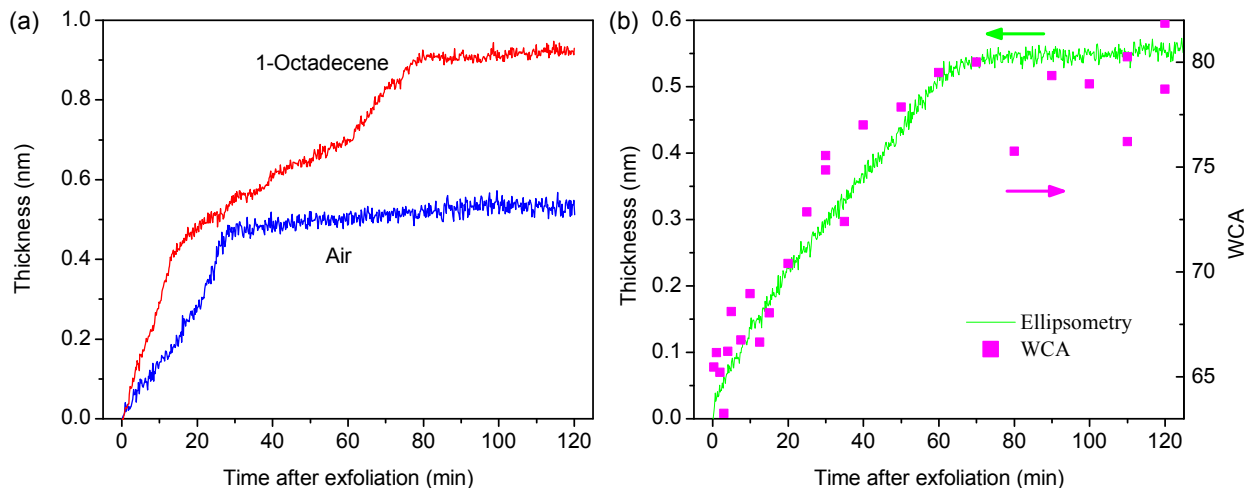 (a)
1.0
0.8
0.6
0.4
0.2
0.0
Thickness (nm)
1-Octadecene
Air
0 20 40 60 80 100 120
Time after exfoliation (min)
(b)
0.6
0.5
0.4
0.3
0.2
0.1
0.0
Thicknesss (nm)
Ellipsometry
WCA
80
75
70
65
WCA
0 20 40 60 80 100 120
Time after exfoliation (min)